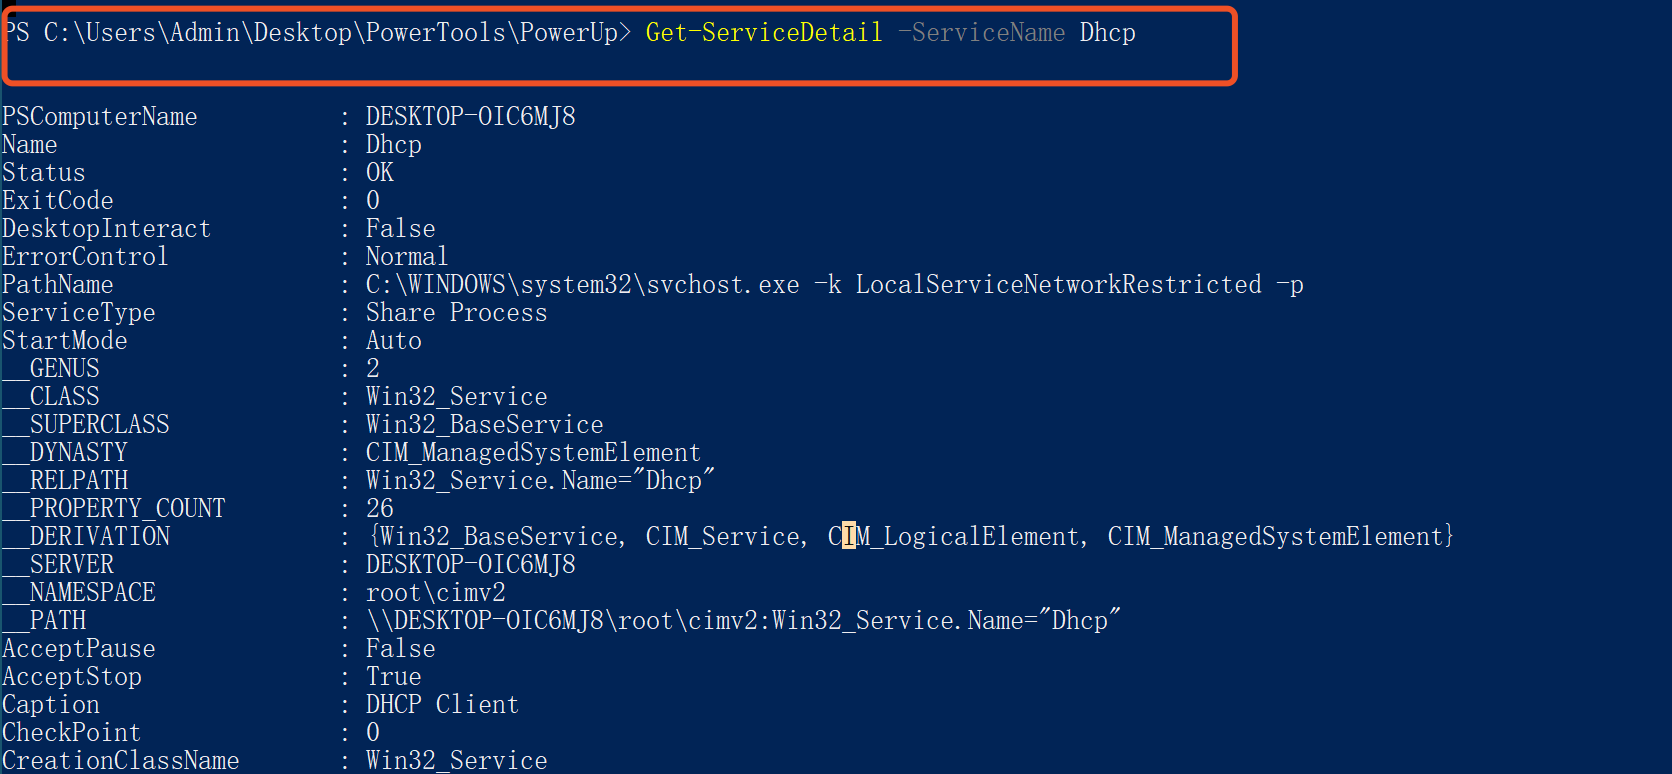 PS C:\Users\Admin\Desktop\PowerTools\PowerUp> Get-ServiceDetail -ServiceName Dhcp
PSComputerName : DESKTOP-OIC6MJ8
Name : Dhcp
Status : OK
ExitCode : 0
DesktopInteract : False
ErrorControl : Normal
PathName : C:\WINDOWS\system32\svchost.exe -k LocalServiceNetworkRestricted -p
ServiceType : Share Process
StartMode : Auto
__GENUS : 2
__CLASS : Win32_Service
__SUPERCLASS : Win32_BaseService
__DYNASTY : CIM_ManagedSystemElement
__RELPATH : Win32_Service.Name="Dhcp"
__PROPERTY_COUNT : 26
__DERIVATION : {Win32_BaseService, CIM_Service, CIM_LogicalElement, CIM_ManagedSystemElement}
__SERVER : DESKTOP-OIC6MJ8
__NAMESPACE : root\cimv2
__PATH : \\DESKTOP-OIC6MJ8\root\cimv2:Win32_Service.Name="Dhcp"
AcceptPause : False
AcceptStop : True
Caption : DHCP Client
CheckPoint : 0
CreationClassName : Win32_Service